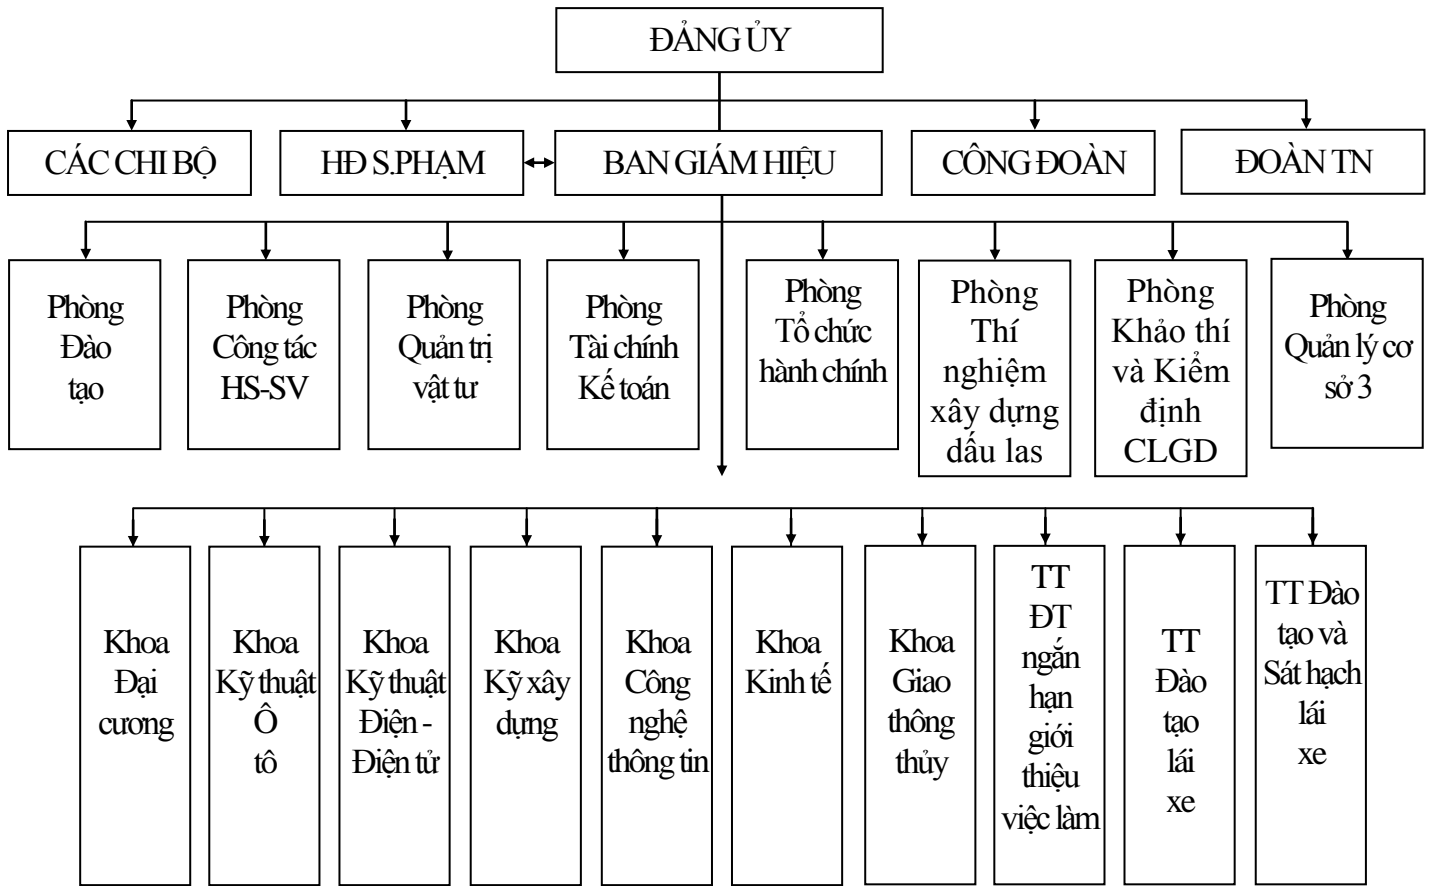 ĐẢNG ỦY
CÁC CHI BỘ
HĐ S.PHẠM
BAN GIÁM HIỆU
CÔNG ĐOÀN
ĐOÀN TN
Phòng
Đào
tạo
Phòng
Công tác
HS-SV
Phòng
Quản trị
vật tư
Phòng
Tài chính
Kế toán
Phòng
Tổ chức
hành chính
Phòng
Thí
nghiệm
xây dựng
dấu las
Phòng
Khảo thí
và Kiểm
định
CLGD
Phòng
Quản lý cơ
sở 3
Khoa
Đại
cương
Khoa
Kỹ thuật
Ô
tô
Khoa
Kỹ thuật
Điện -
Điện tử
Khoa
Kỹ xây
dựng
Khoa
Công
nghệ
thông tin
Khoa
Kinh tế
Khoa
Giao
thông
thủy
TT
ĐT
ngắn
hạn
giới
thiệu
việc làm
TT
Đào
tạo
lái
xe
TT Đào
tạo và
Sát hạch
lái
xe